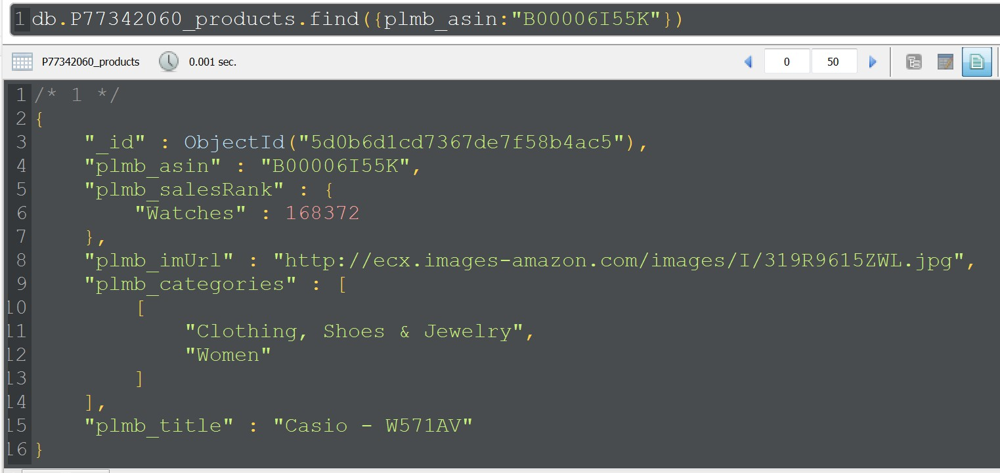 1 db.P77342060_products.find({plmb_asin:"B00006I55K"})
P77342060_products 0.001 sec. 0 50
1 /* 1 */
2 {
3 "_id" : ObjectId("5d0b6d1cd7367de7f58b4ac5"),
4 "plmb_asin" : "B00006I55K",
5 "plmb_salesRank" : {
6 "Watches" : 168372
7 },
8 "plmb_imUrl" : "http://ecx.images-amazon.com/images/I/319R9615ZWL.jpg",
9 "plmb_categories" : [
10 [
11 "Clothing, Shoes & Jewelry",
12 "Women"
13 ]
14 ],
15 "plmb_title" : "Casio - W571AV"
16 }